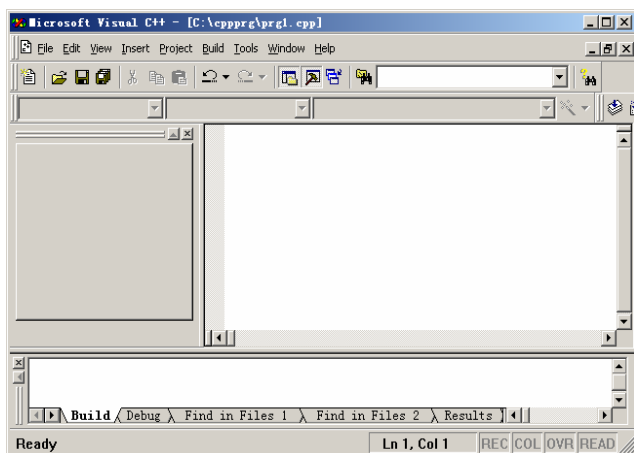 Microsoft Visual C++ - [C:\cppprg\prg1.cpp]
File Edit View Insert Project Build Tools Window Help
Build Debug Find in Files 1 Find in Files 2 Results
Ready Ln 1, Col 1 REC COL OVR READ